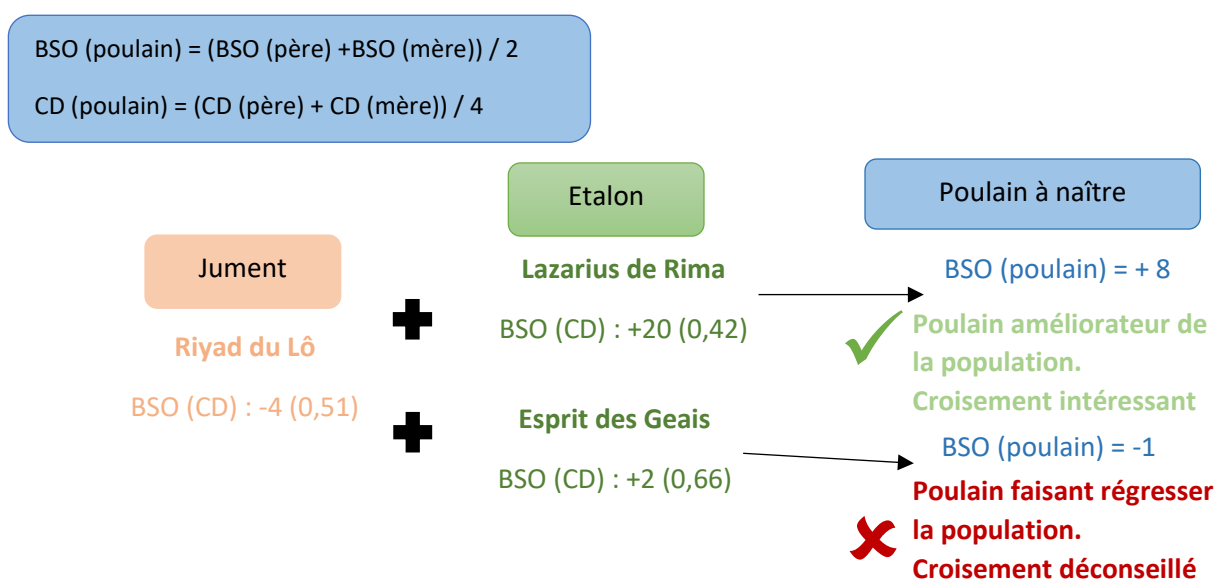 BSO (poulain) = (BSO (père) +BSO (mère)) / 2
CD (poulain) = (CD (père) + CD (mère)) / 4
Jument
Riyad du Lô
BSO (CD) : -4 (0,51)
Etalon
Lazarius de Rima
BSO (CD) : +20 (0,42)
Esprit des Geais
BSO (CD) : +2 (0,66)
Poulain à naître
BSO (poulain) = + 8
Poulain améliorateur de
la population.
Croisement intéressant
BSO (poulain) = -1
Poulain faisant régresser
la population.
Croisement déconseillé